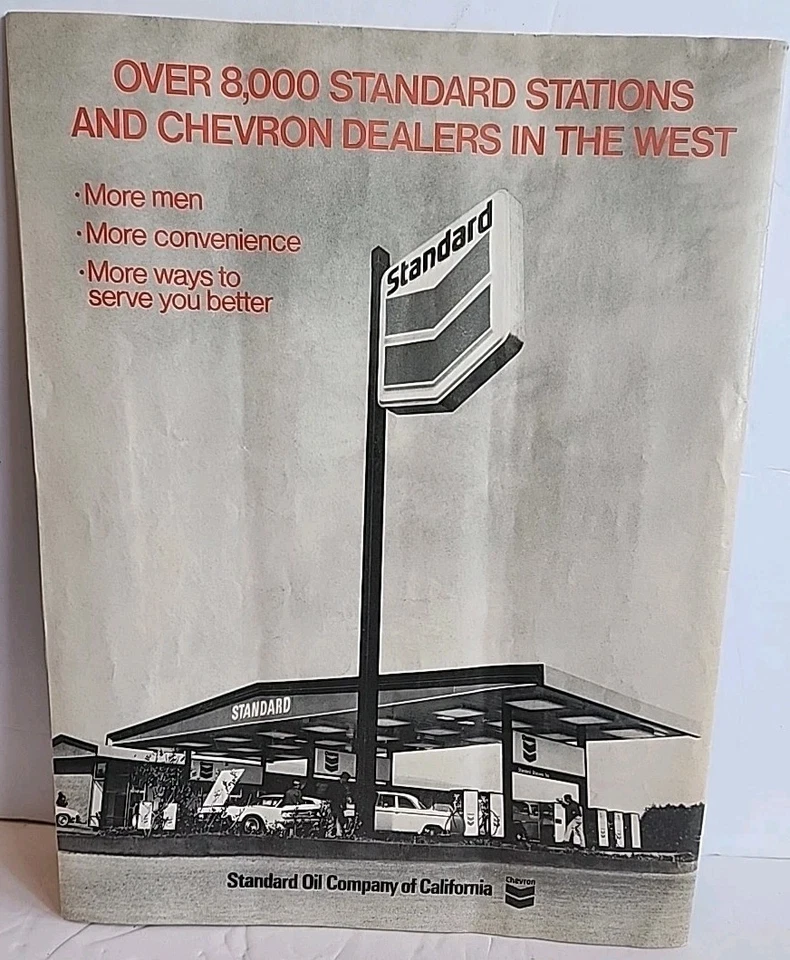 OVER 8,000 STANDARD STATIONS
AND CHEVRON DEALERS IN THE WEST
·More men
·More convenience
·More ways to
serve you better
Standard
STANDARD
Standard Oil Company of California
Chevron